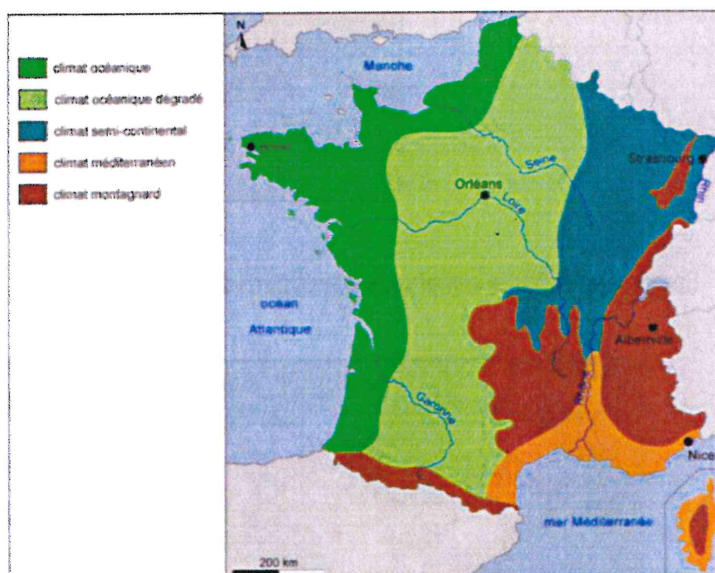 N
climat océanique
climat océanique dégradé
climat semi-continental
climat méditerranéen
climat montagnard
Manche
Seine
Strasbourg
Rhin
Orléans
Loire
océan
Atlantique
Albertville
Rhône
Garonne
Nice
mer Méditerranée
200 km